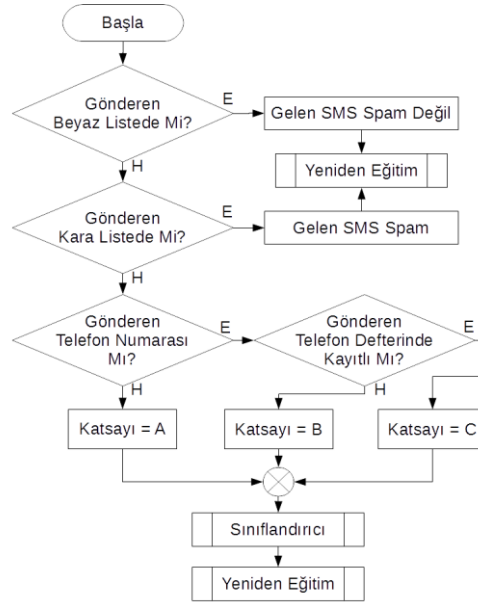 Başla
Gönderen
Beyaz Listede Mi?
E
Gelen SMS Spam Değil
H
Yeniden Eğitim
Gönderen
Kara Listede Mi?
E
Gelen SMS Spam
H
Gönderen
Telefon Numarası
Mı?
E
Gönderen
Telefon Defterinde
Kayıtlı Mı?
E
H
H
Katsayı = A
Katsayı = B
Katsayı = C
Sınıflandırıcı
Yeniden Eğitim